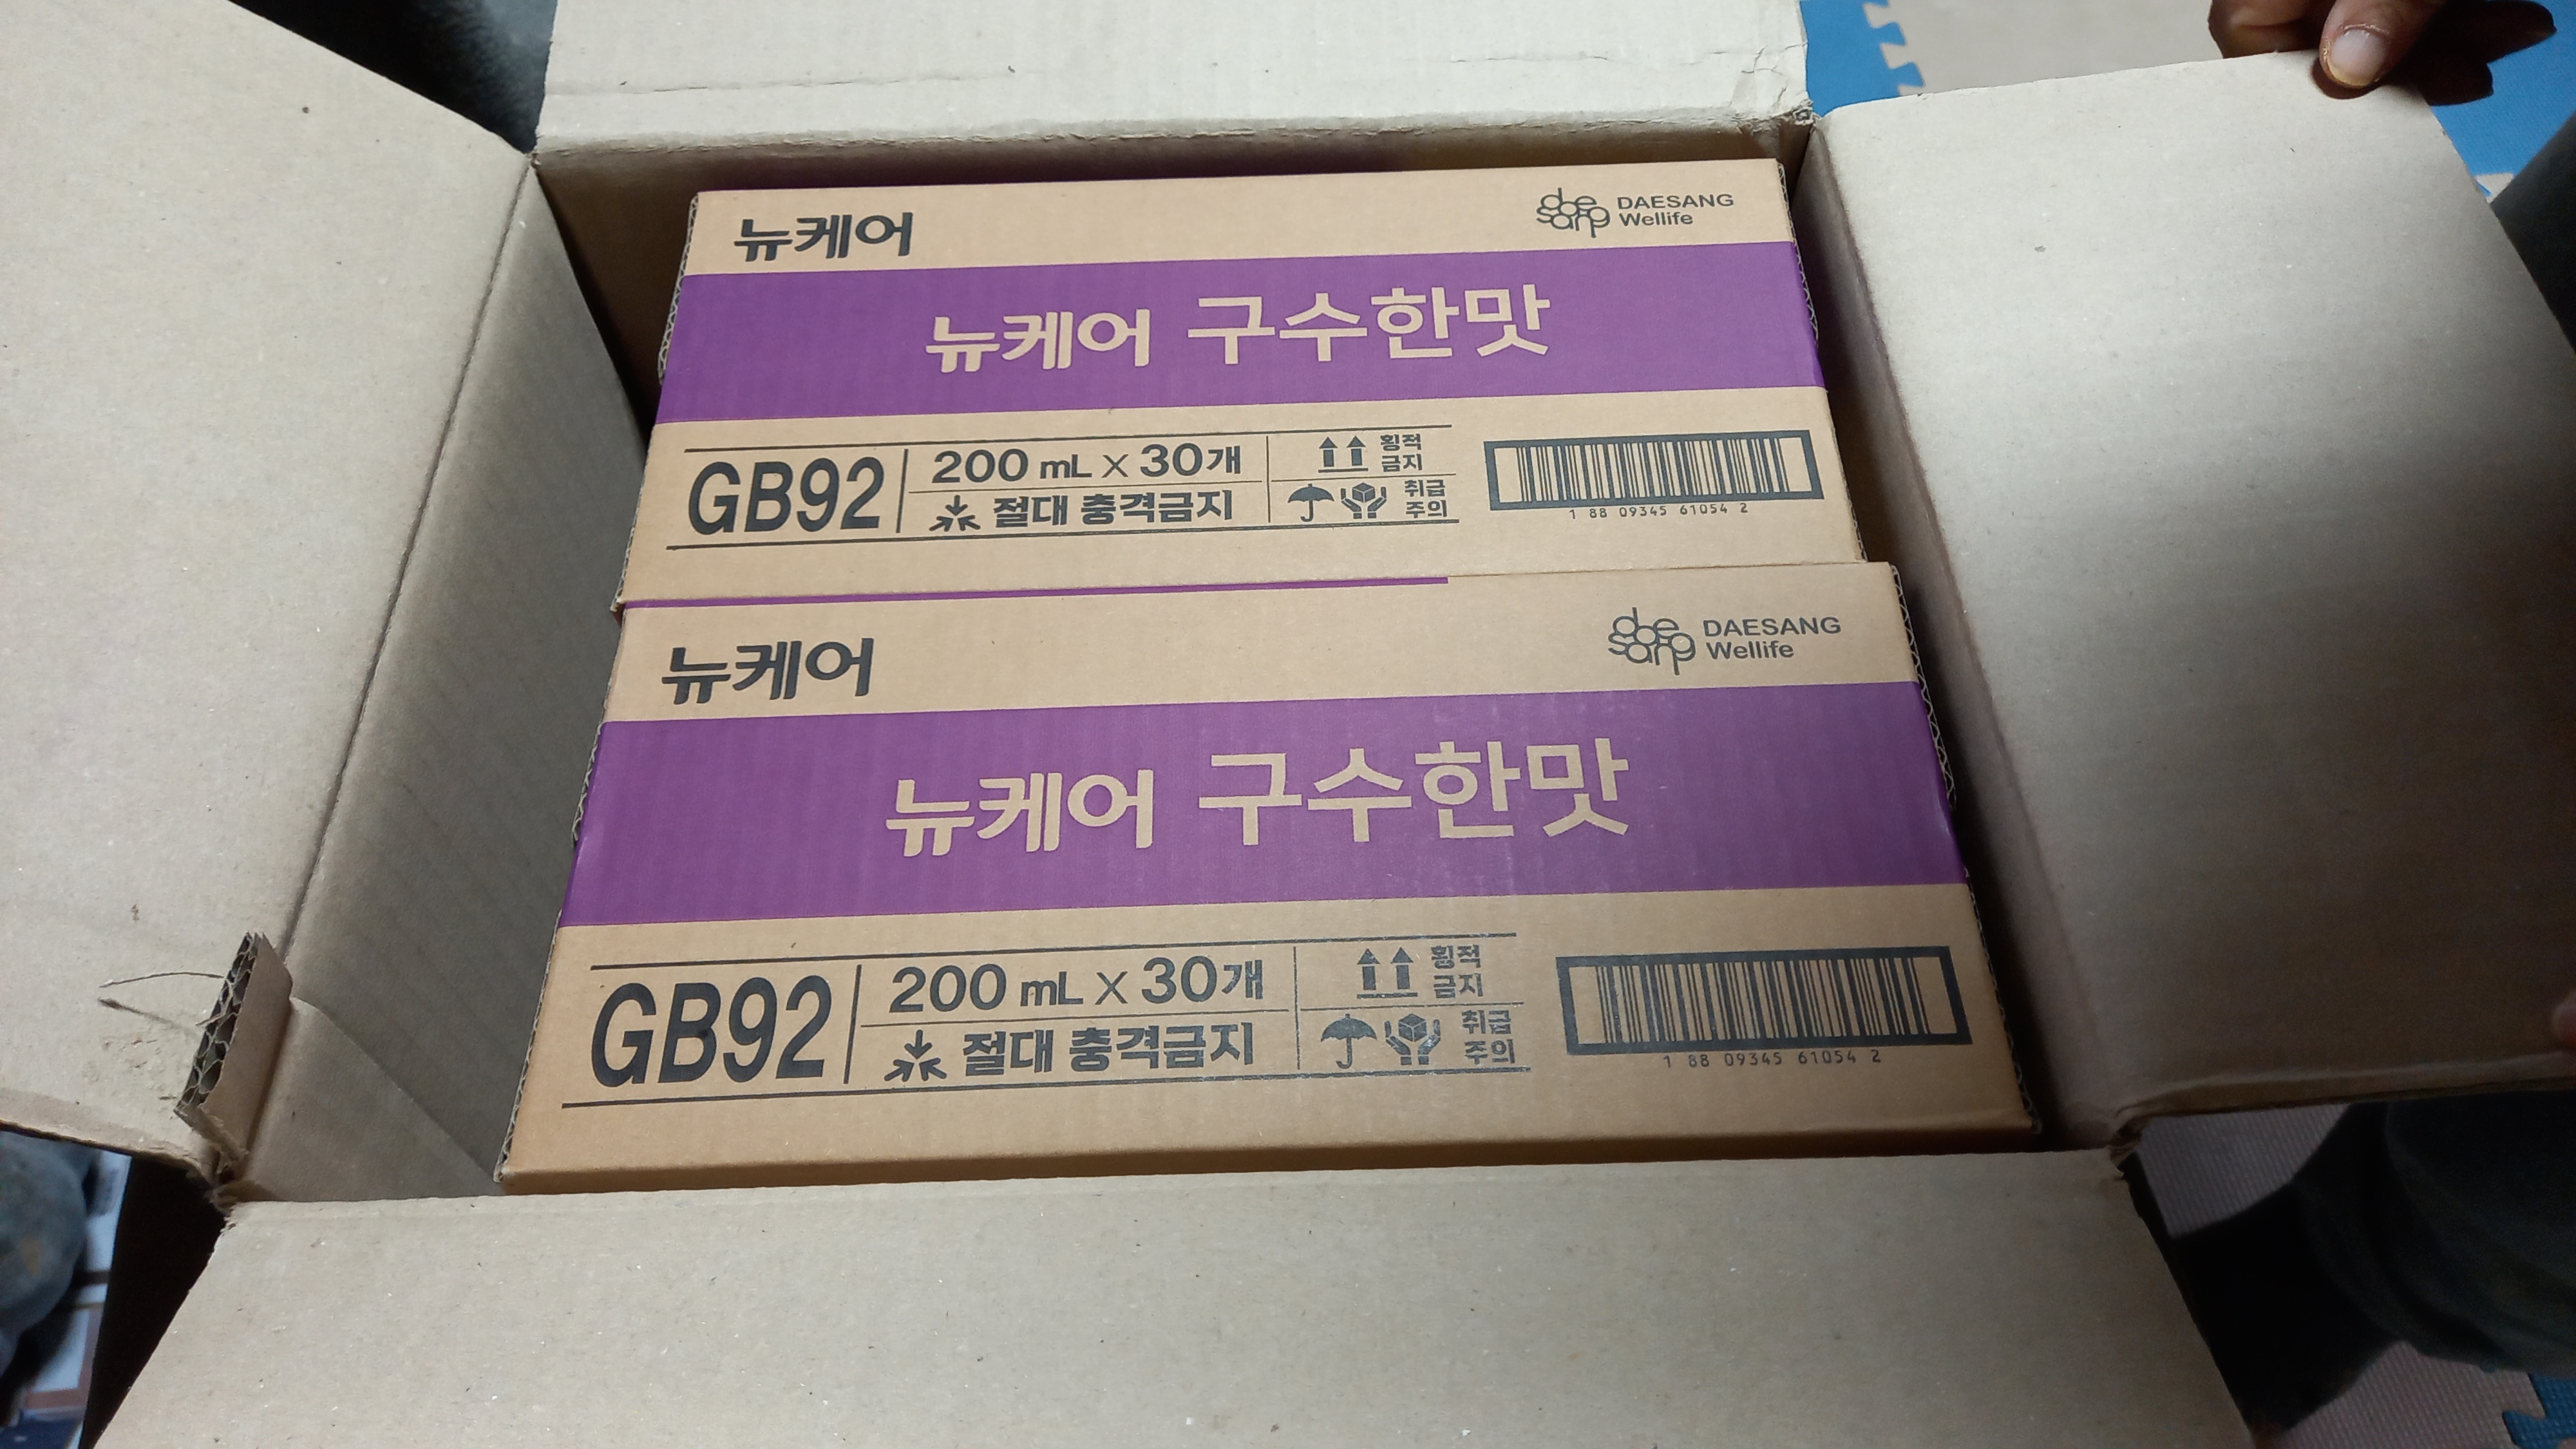 뉴케어
DAESANG
Wellife
뉴케어 구수한맛
GB92
200 mL X 30개
절대 충격금지
횡적
금지
취급
주의
1 88 09345 61054 2
뉴케어
DAESANG
Wellife
뉴케어 구수한맛
GB92
200 mL X 30개
절대 충격금지
횡적
금지
취급
주의
1 88 09345 61054 2